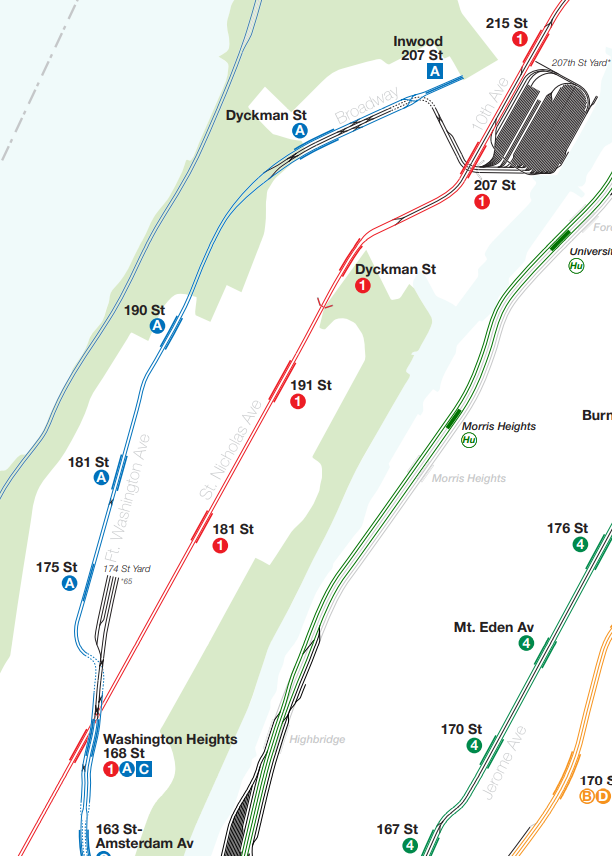 215 St
1
Inwood
207 St
A
207th St Yard*
Dyckman St
A
Broadway
10th Ave
207 St
1
Dyckman St
1
Hu
190 St
A
191 St
1
Morris Heights
Hu
St. Nicholas Ave
Ft. Washington Ave
181 St
A
Morris Heights
181 St
1
176 St
4
175 St
A
174 St Yard
*65
Mt. Eden Av
4
170 St
4
Washington Heights
168 St
1 A C
Highbridge
Jerome Ave
B D
163 St-
Amsterdam Av
167 St
4